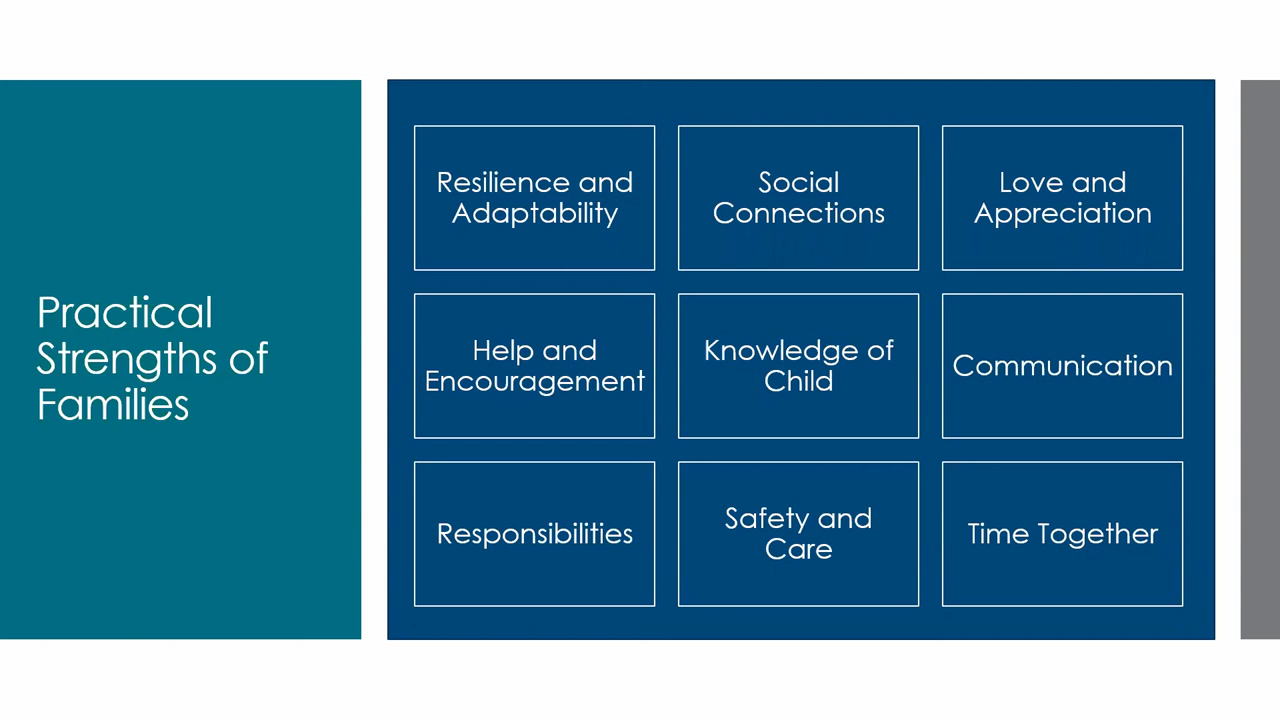 Practical
Strengths of
Families
Resilience and
Adaptability
Social
Connections
Love and
Appreciation
Help and
Encouragement
Knowledge of
Child
Communication
Responsibilities
Safety and
Care
Time Together